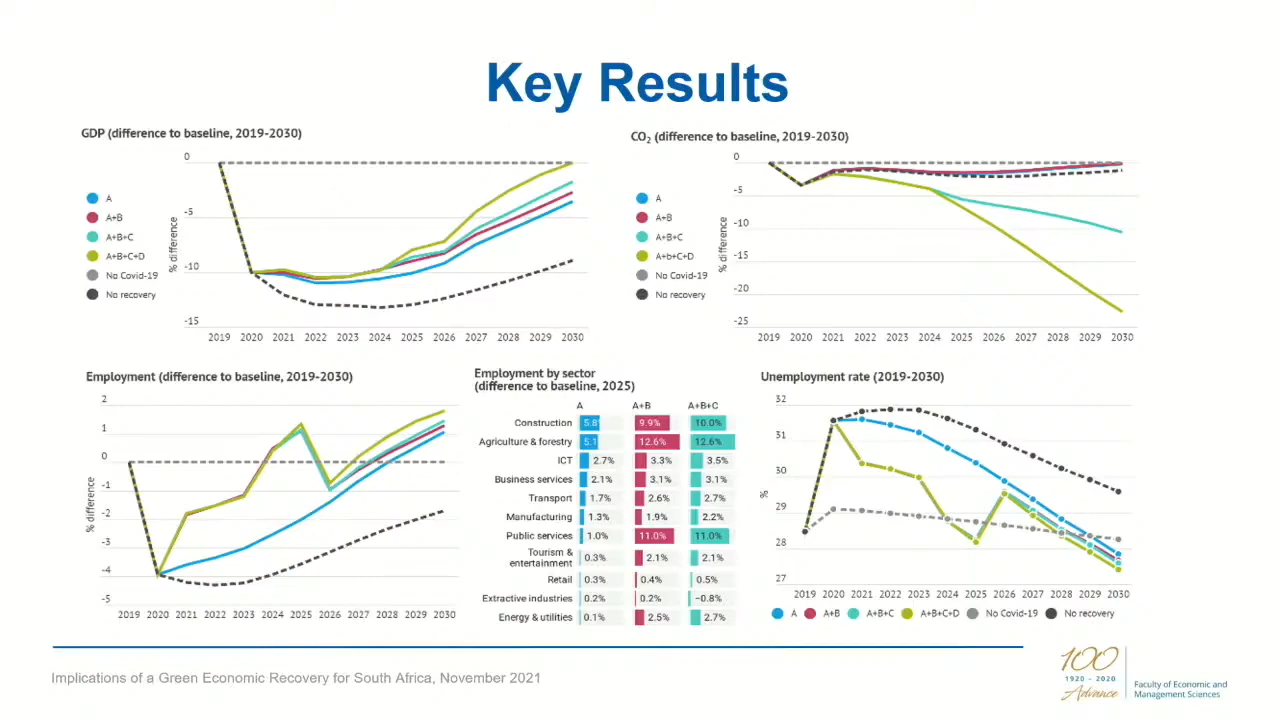 Key Results
GDP (difference to baseline, 2019-2030)
0
-5
-10
-15
% difference
A
A+B
A+B+C
A+B+C+D
No Covid-19
No recovery
2019 2020 2021 2022 2023 2024 2025 2026 2027 2028 2029 2030
CO2 (difference to baseline, 2019-2030)
0
-5
-10
-15
-20
-25
% difference
A
A+B
A+B+C
A+b+C+D
No Covid-19
No recovery
2019 2020 2021 2022 2023 2024 2025 2026 2027 2028 2029 2030
Employment (difference to baseline, 2019-2030)
2
1
0
-1
-2
-3
-4
-5
% difference
2019 2020 2021 2022 2023 2024 2025 2026 2027 2028 2029 2030
Employment by sector
(difference to baseline, 2025)
A A+B A+B+C
Construction 5.8 9.9% 10.0%
Agriculture & forestry 5.1 12.6% 12.6%
ICT 2.7% 3.3% 3.5%
Business services 2.1% 3.1% 3.1%
Transport 1.7% 2.6% 2.7%
Manufacturing 1.3% 1.9% 2.2%
Public services 1.0% 11.0% 11.0%
Tourism &
entertainment 0.3% 2.1% 2.1%
Retail 0.3% 0.4% 0.5%
Extractive industries 0.2% 0.2% −0.8%
Energy & utilities 0.1% 2.5% 2.7%
Unemployment rate (2019-2030)
32
31
30
29
28
27
%
2019 2020 2021 2022 2023 2024 2025 2026 2027 2028 2029 2030
A A+B A+B+C A+B+C+D No Covid-19 No recovery
Implications of a Green Economic Recovery for South Africa, November 2021
100
1920 - 2020
Advance
Faculty of Economic and
Management Sciences